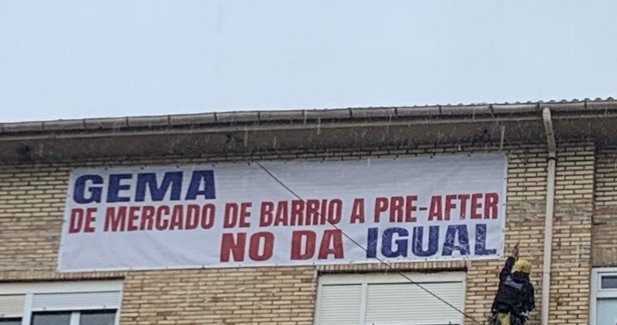 GEMA
DE MERCADO DE BARRIO A PRE-AFTER
NO DA IGUAL